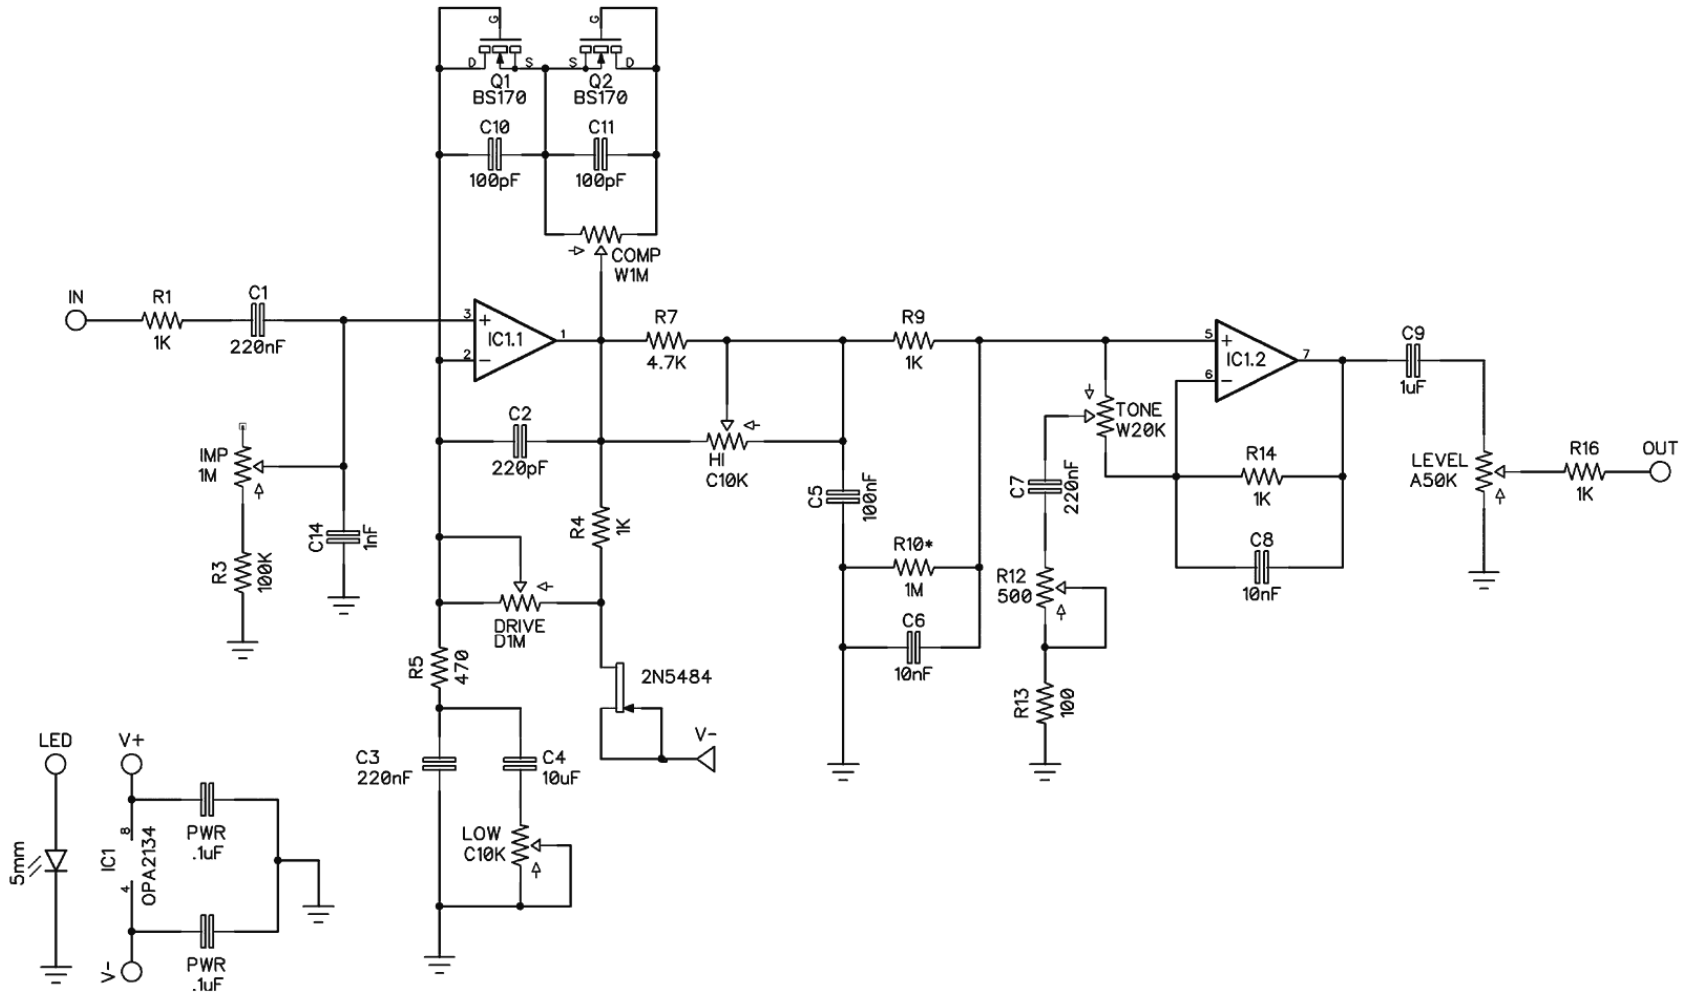 G
G
D
S
S
D
Q1
BS170
Q2
BS170
C10
100pF
C11
100pF
COMP
W1M
IN
R1
1K
C1
220nF
3
+
2
−
IC1.1
1
R7
4.7K
R9
1K
5
+
6
−
IC1.2
7
C9
1uF
C2
220pF
HI
C10K
TONE
W20K
IMP
1M
C14
1nF
R3
100K
R4
1K
C5
100nF
C7
220nF
R14
1K
C8
10nF
LEVEL
A50K
R16
1K
OUT
R10*
1M
R12
500
C6
10nF
R13
100
DRIVE
D1M
R5
470
2N5484
V-
C3
220nF
C4
10uF
LOW
C10K
LED
5mm
V+
8
IC1
OPA2134
4
V-
PWR
.1uF
PWR
.1uF